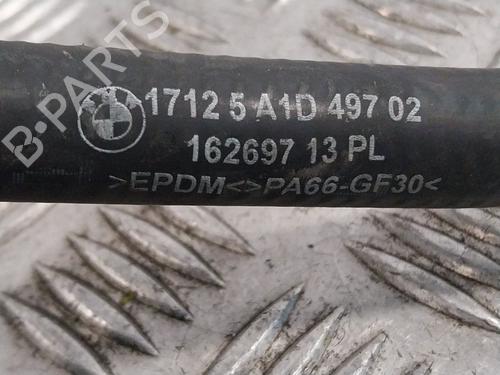 B-PARTS
1712 5 A1D 497 02
162697 13 PL
>EPDM<>PA66-GF30<